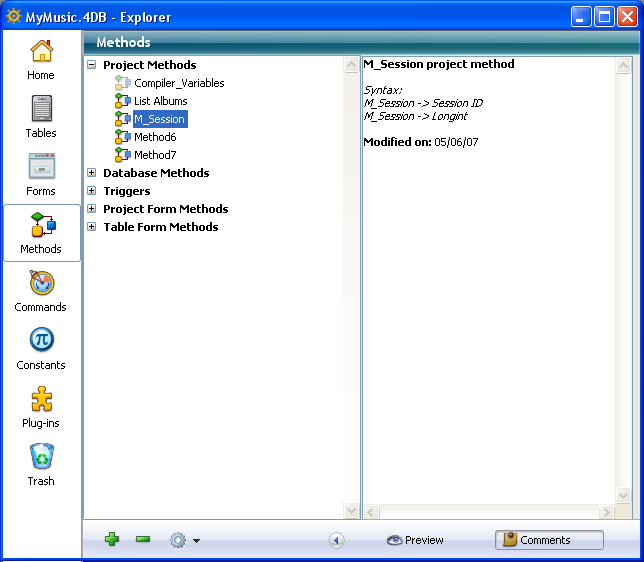 MyMusic.4DB - Explorer
Home
Tables
Forms
Methods
Commands
Constants
Plug-ins
Trash
Methods
Project Methods
Compiler_Variables
List Albums
M_Session
Method6
Method7
Database Methods
Triggers
Project Form Methods
Table Form Methods
M_Session project method
Syntax:
M_Session -> Session ID
M_Session -> Longint
Modified on: 05/06/07
Preview
Comments